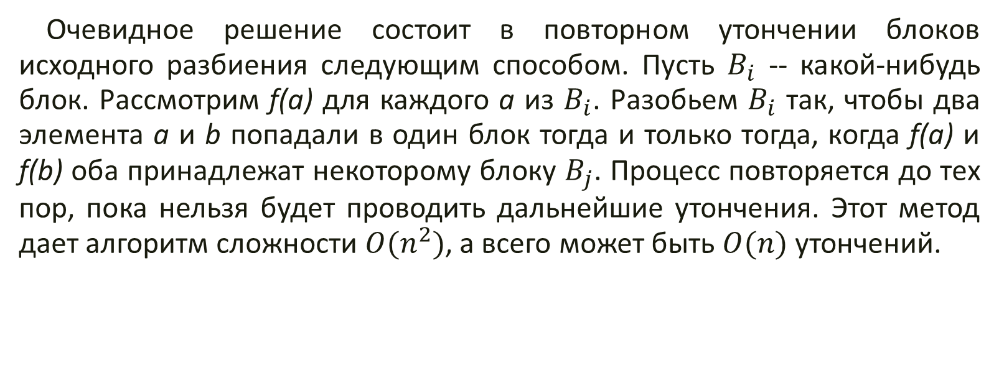 Очевидное решение состоит в повторном утончении блоков
исходного разбиения следующим способом. Пусть B_i -- какой-нибудь
блок. Рассмотрим f(a) для каждого a из B_i. Разобьем B_i так, чтобы два
элемента a и b попадали в один блок тогда и только тогда, когда f(a) и
f(b) оба принадлежат некоторому блоку B_j. Процесс повторяется до тех
пор, пока нельзя будет проводить дальнейшие утончения. Этот метод
дает алгоритм сложности O(n²), а всего может быть O(n) утончений.